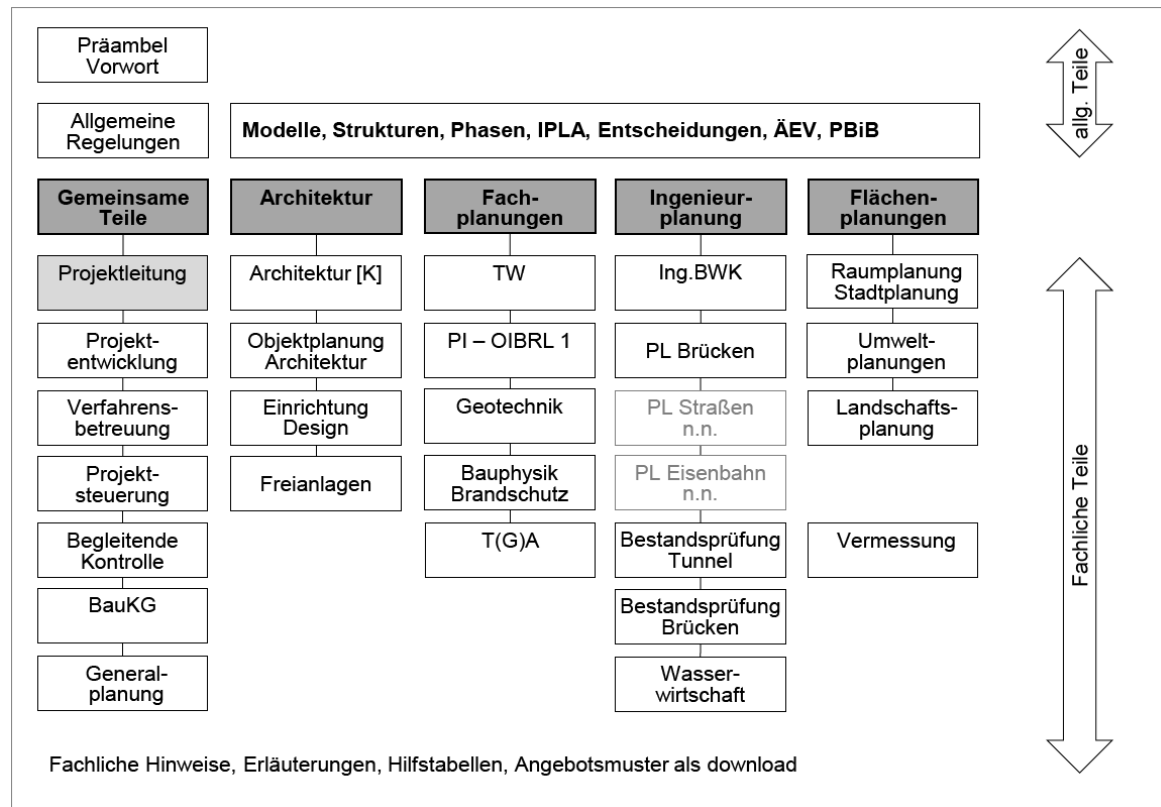 Präambel
Vorwort
Allgemeine
Regelungen
Modelle, Strukturen, Phasen, IPLA, Entscheidungen, ÄEV, PBiB
allg. Teile
Gemeinsame
Teile
Projektleitung
Projekt-
entwicklung
Verfahrens-
betreuung
Projekt-
steuerung
Begleitende
Kontrolle
BauKG
General-
planung
Architektur
Architektur [K]
Objektplanung
Architektur
Einrichtung
Design
Freianlagen
Fach-
planungen
TW
PI – OIBRL 1
Geotechnik
Bauphysik
Brandschutz
T(G)A
Ingenieur-
planung
Ing.BWK
PL Brücken
PL Straßen
n.n.
PL Eisenbahn
n.n.
Bestandsprüfung
Tunnel
Bestandsprüfung
Brücken
Wasser-
wirtschaft
Flächen-
planungen
Raumplanung
Stadtplanung
Umwelt-
planungen
Landschafts-
planung
Vermessung
Fachliche Teile
Fachliche Hinweise, Erläuterungen, Hilfstabellen, Angebotsmuster als download